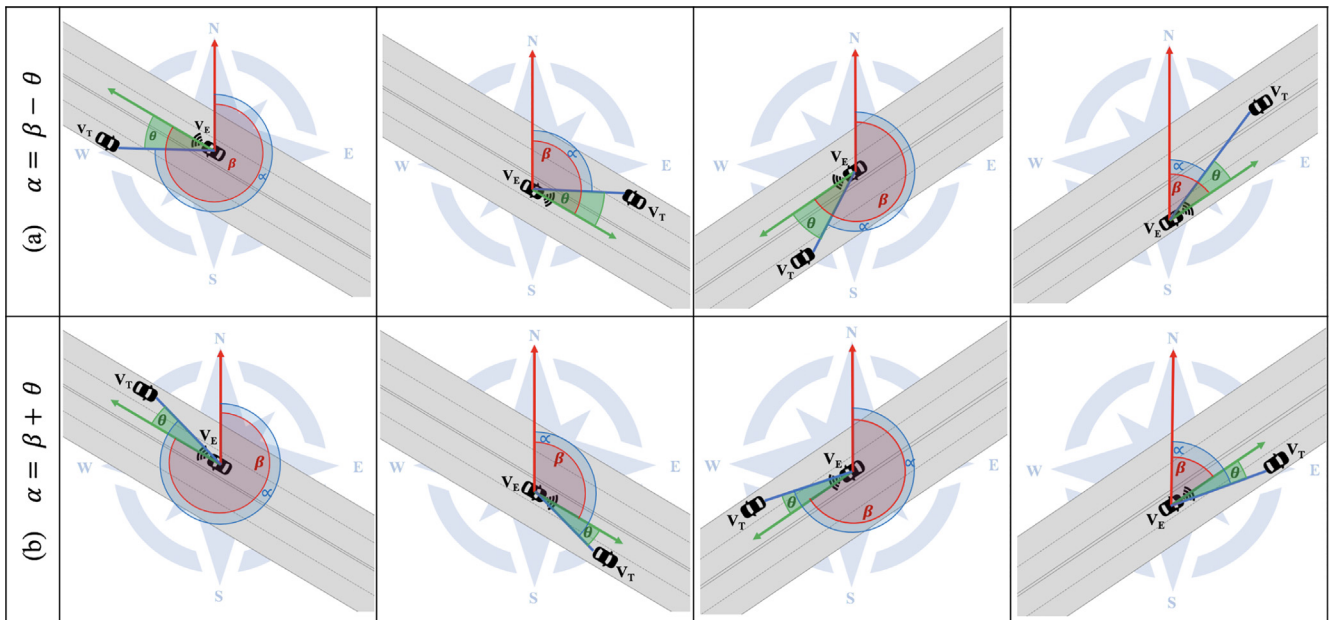 (a) α = β − θ
N
V_T
θ
V_E
W
β
E
∝
S
N
∝
β
V_E
θ
V_T
W
E
S
N
V_E
W
β
E
θ
∝
V_T
S
N
V_T
∝
θ
β
W
E
V_E
S
(b) α = β + θ
N
V_T
θ
V_E
W
β
E
∝
S
N
∝
β
W
E
V_E
θ
V_T
S
N
V_E
∝
W
θ
E
V_T
β
S
N
∝
β
θ
V_T
W
E
V_E
S